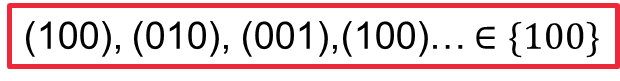 (100), (010), (001),(100)… ∈ {100}